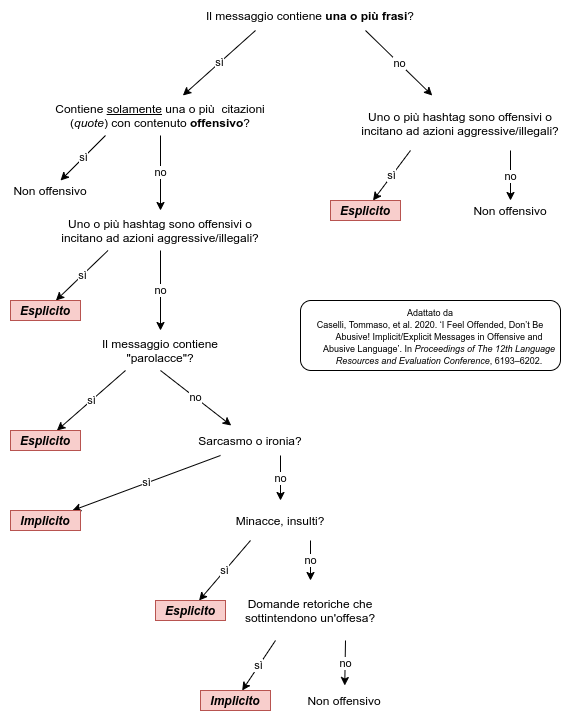 Il messaggio contiene una o più frasi?
sì
no
Contiene solamente una o più citazioni
(quote) con contenuto offensivo?
Uno o più hashtag sono offensivi o
incitano ad azioni aggressive/illegali?
sì
no
sì
no
Non offensivo
Esplicito
Non offensivo
Uno o più hashtag sono offensivi o
incitano ad azioni aggressive/illegali?
sì
no
Esplicito
Adattato da
Caselli, Tommaso, et al. 2020. ‘I Feel Offended, Don’t Be
Abusive! Implicit/Explicit Messages in Offensive and
Abusive Language’. In Proceedings of The 12th Language
Resources and Evaluation Conference, 6193–6202.
Il messaggio contiene
"parolacce"?
sì
no
Esplicito
Sarcasmo o ironia?
sì
no
Implicito
Minacce, insulti?
sì
no
Esplicito
Domande retoriche che
sottintendono un'offesa?
sì
no
Implicito
Non offensivo